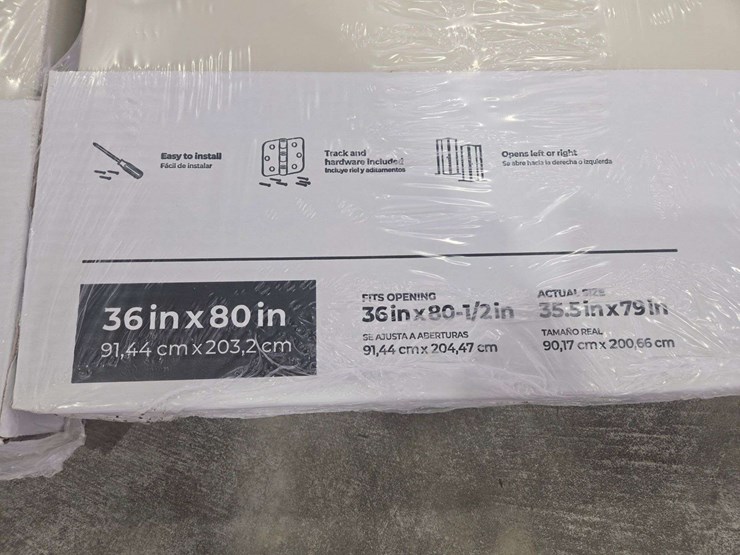 Easy to install
Fácil de instalar
Track and
hardware included
Incluye riel y aditamentos
Opens left or right
Se abre hacia la derecha o izquierda
36 in x 80 in
91,44 cm x 203,2 cm
FITS OPENING
36 in x 80-1/2 in
SE AJUSTA A ABERTURAS
91,44 cm x 204,47 cm
ACTUAL SIZE
35.5 in x 79 in
TAMAÑO REAL
90,17 cm x 200,66 cm